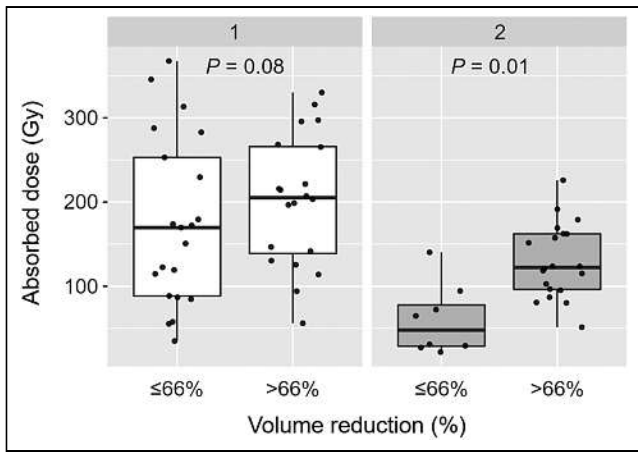 1
2
P = 0.08
P = 0.01
Absorbed dose (Gy)
300
200
100
≤66%
>66%
≤66%
>66%
Volume reduction (%)